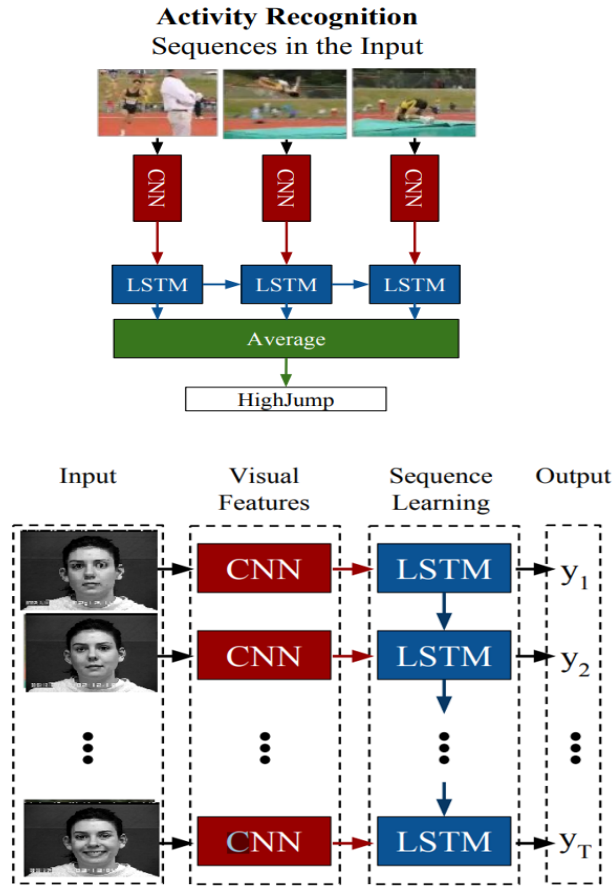 Activity Recognition
Sequences in the Input
CNN CNN CNN
LSTM LSTM LSTM
Average
HighJump
Input Visual Features Sequence Learning Output
CNN LSTM y1
CNN LSTM y2
CNN LSTM yT